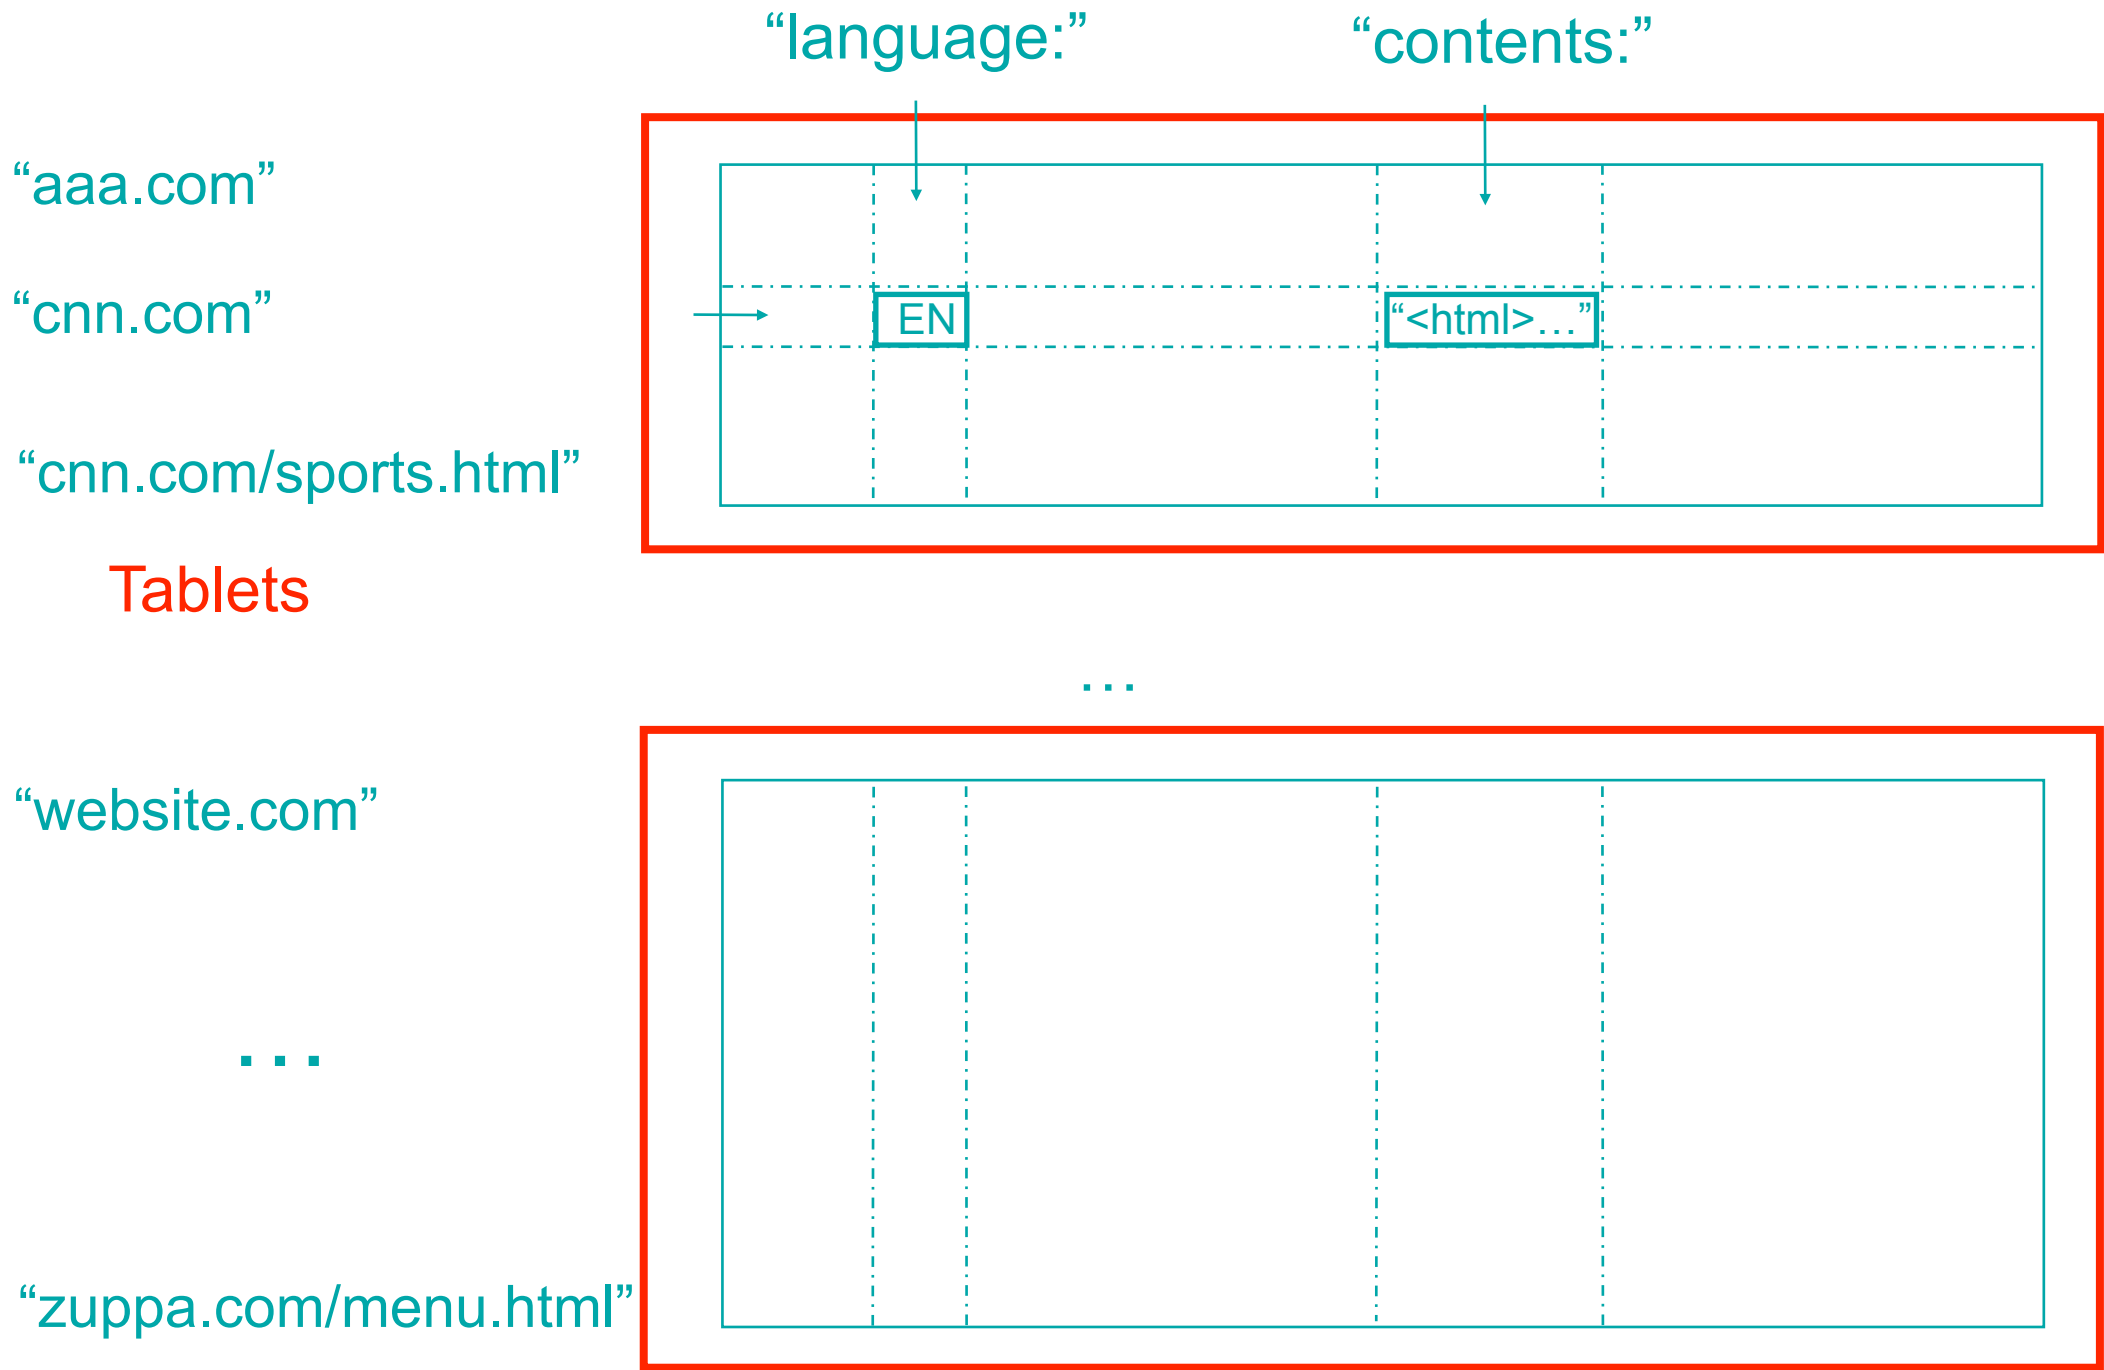 “language:” “contents:”
“aaa.com”
“cnn.com” EN “<html>…”
“cnn.com/sports.html”
Tablets
…
“website.com”
…
“zuppa.com/menu.html”